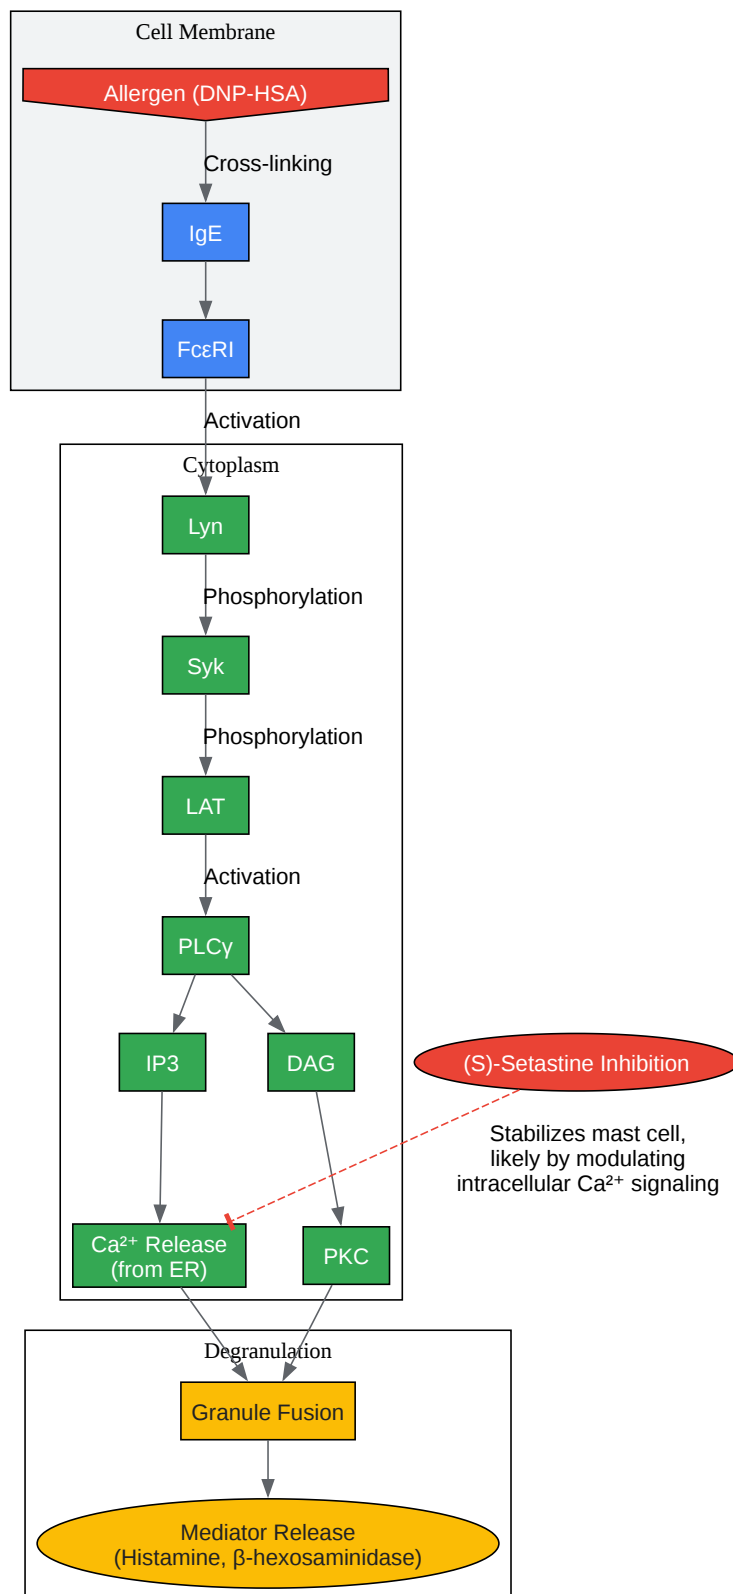 Cell Membrane
Allergen (DNP-HSA)
Cross-linking
IgE
FcεRI
Activation
Cytoplasm
Lyn
Phosphorylation
Syk
Phosphorylation
LAT
Activation
PLCγ
IP3
DAG
(S)-Setastine Inhibition
Stabilizes mast cell,
likely by modulating
intracellular Ca²⁺ signaling
Ca²⁺ Release
(from ER)
PKC
Degranulation
Granule Fusion
Mediator Release
(Histamine, β-hexosaminidase)